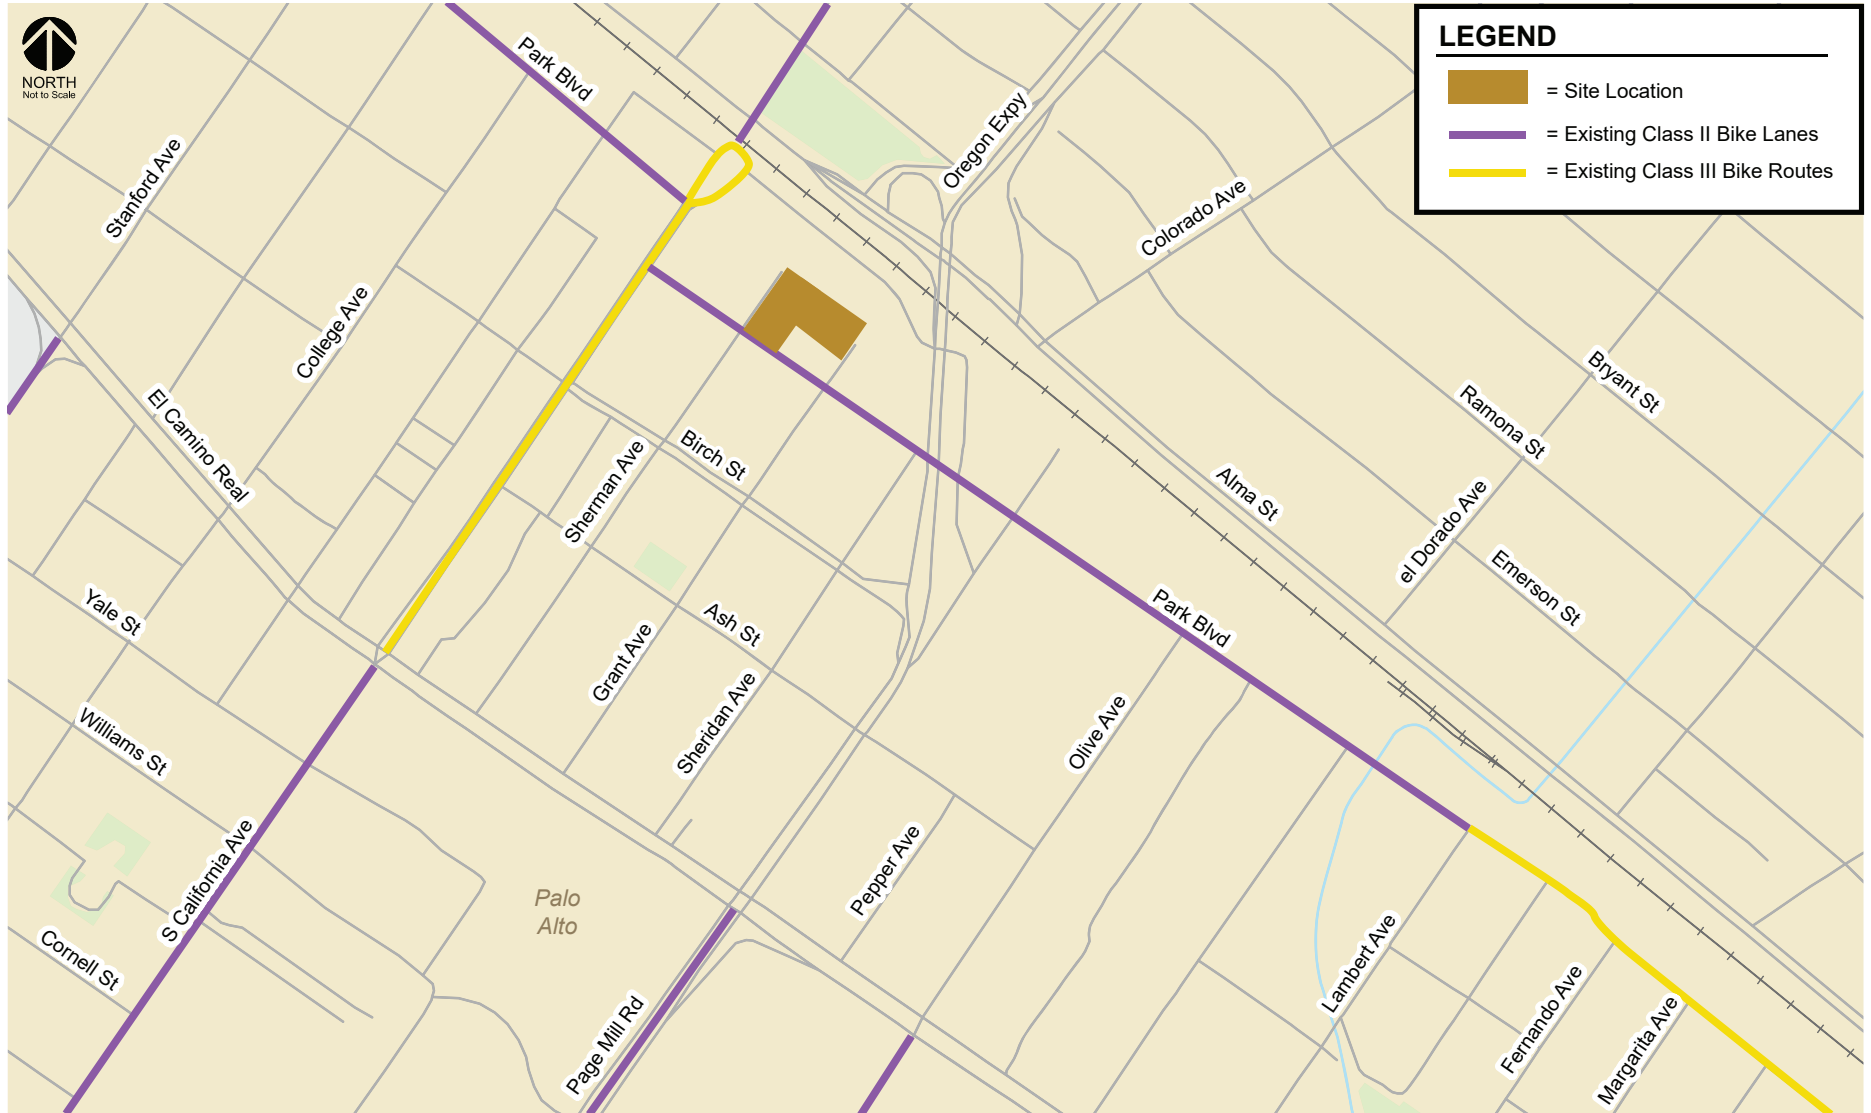 NORTH
Not to Scale
LEGEND
= Site Location
= Existing Class II Bike Lanes
= Existing Class III Bike Routes
Park Blvd
Oregon Expy
Stanford Ave
Colorado Ave
College Ave
El Camino Real
Bryant St
Ramona St
Sherman Ave
Birch St
Alma St
el Dorado Ave
Emerson St
Yale St
Ash St
Park Blvd
Grant Ave
Sheridan Ave
Olive Ave
Williams St
S California Ave
Pepper Ave
Palo
Alto
Cornell St
Lambert Ave
Page Mill Rd
Fernando Ave
Margarita Ave